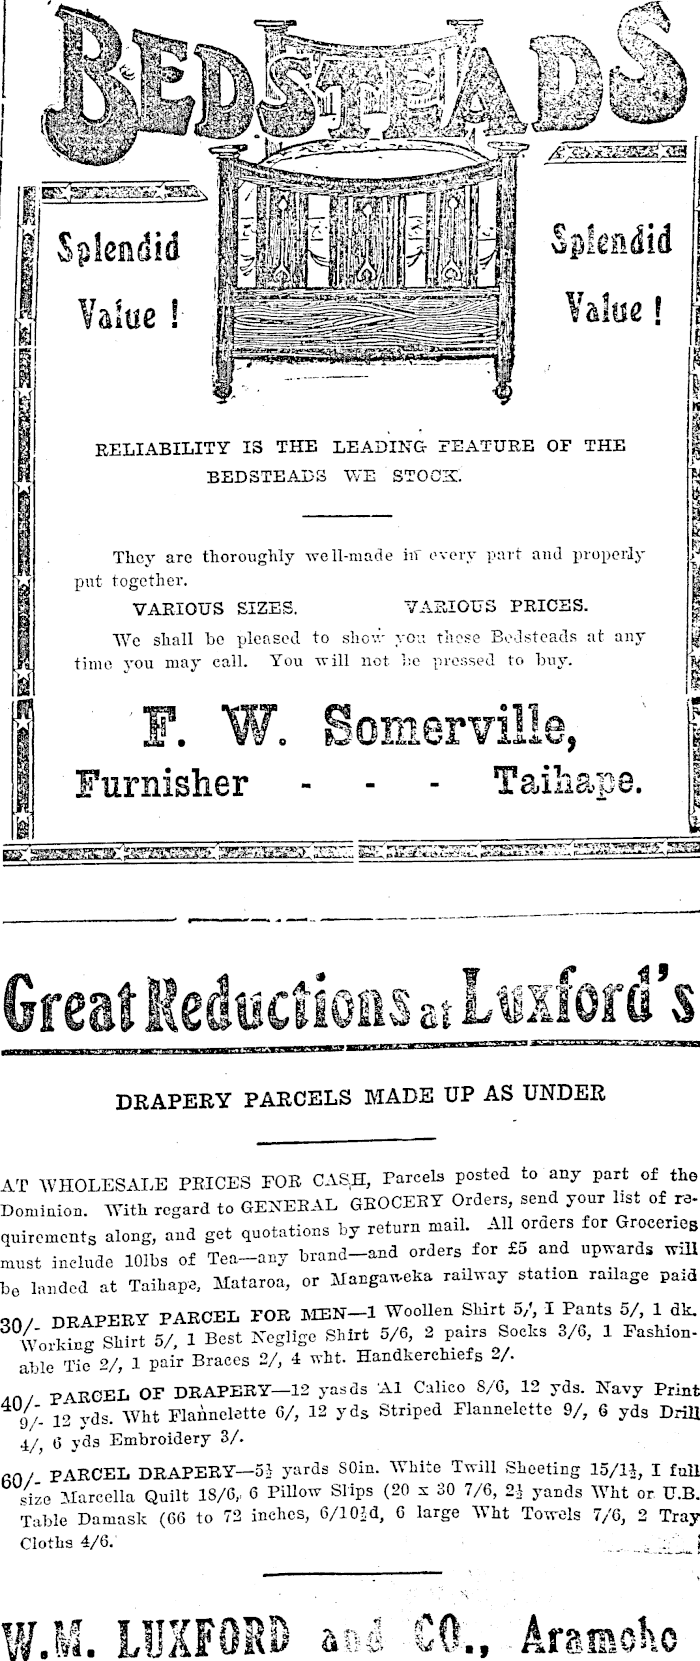 BEDSTEADS
Splendid
Value !
Splendid
Value !
RELIABILITY IS THE LEADING FEATURE OF THE
BEDSTEADS WE STOCK.
They are thoroughly well-made in every part and properly
put together.
VARIOUS SIZES. VARIOUS PRICES.
We shall be pleased to show you these Bedsteads at any
time you may call. You will not be pressed to buy.
F. W. Somerville,
Furnisher - - - Taihape.
Great Reductions at Luxford's
DRAPERY PARCELS MADE UP AS UNDER
AT WHOLESALE PRICES FOR CASH, Parcels posted to any part of the
Dominion. With regard to GENERAL GROCERY Orders, send your list of re-
quirements along, and get quotations by return mail. All orders for Groceries
must include 10lbs of Tea—any brand—and orders for £5 and upwards will
be landed at Taihape, Mataroa, or Mangaweka railway station railage paid
30/- DRAPERY PARCEL FOR MEN—1 Woollen Shirt 5/, I Pants 5/, 1 dk.
Working Shirt 5/, 1 Best Neglige Shirt 5/6, 2 pairs Socks 3/6, 1 Fashion-
able Tie 2/, 1 pair Braces 2/, 4 wht. Handkerchiefs 2/.
40/- PARCEL OF DRAPERY—12 yasds A1 Calico 8/6, 12 yds. Navy Print
9/- 12 yds. Wht Flannelette 6/, 12 yds Striped Flannelette 9/, 6 yds Drill
4/, 6 yds Embroidery 3/.
60/- PARCEL DRAPERY—5½ yards 80in. White Twill Sheeting 15/1½, I full
size Marcella Quilt 18/6, 6 Pillow Slips (20 x 30 7/6, 2½ yands Wht or U.B.
Table Damask (66 to 72 inches, 6/10½d, 6 large Wht Towels 7/6, 2 Tray
Cloths 4/6.
W.M. LUXFORD and CO., Aramoho